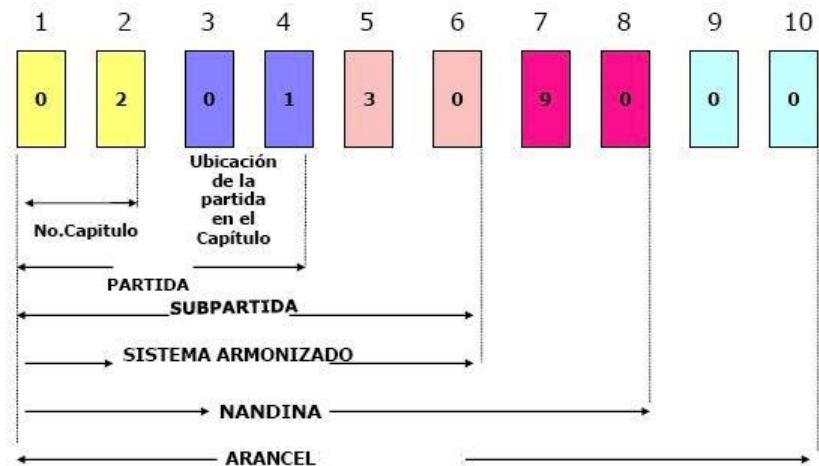 1 2 3 4 5 6 7 8 9 10
0 2 0 1 3 0 9 0 0 0
Ubicación
de la
partida
en el
Capítulo
No.Capitulo
PARTIDA
SUBPARTIDA
SISTEMA ARMONIZADO
NANDINA
ARANCEL